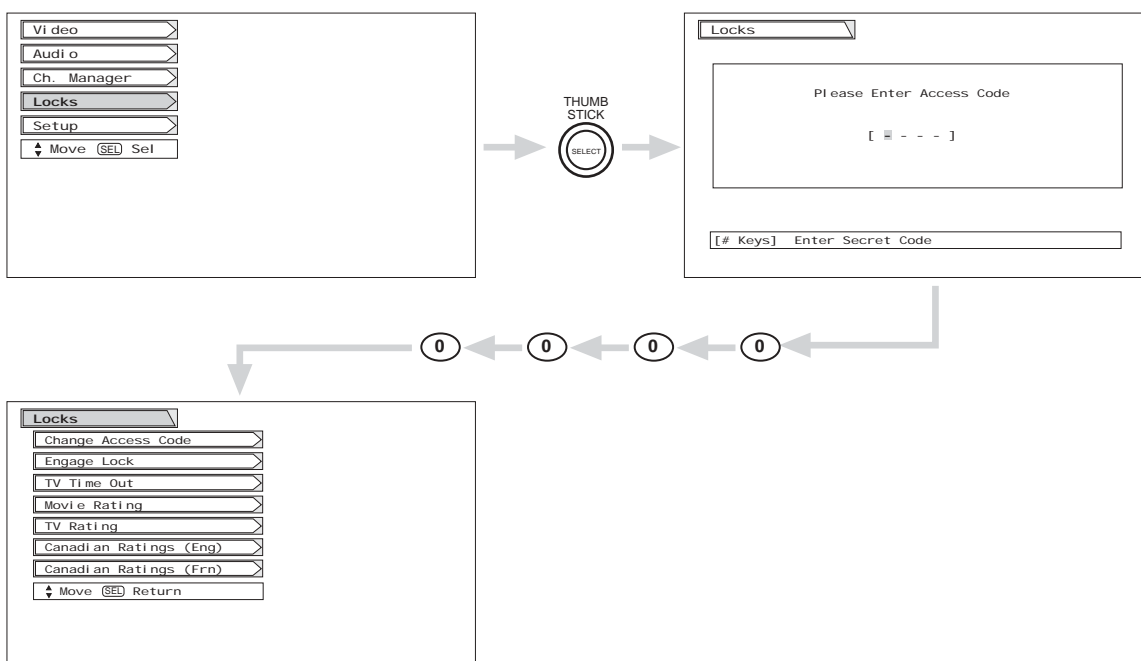 Video
Audio
Ch. Manager
Locks
Setup
Move SEL Sel
THUMB
STICK
SELECT
Locks
Please Enter Access Code
[ - - - - ]
[# Keys] Enter Secret Code
0 0 0 0
Locks
Change Access Code
Engage Lock
TV Time Out
Movie Rating
TV Rating
Canadian Ratings (Eng)
Canadian Ratings (Frn)
Move SEL Return